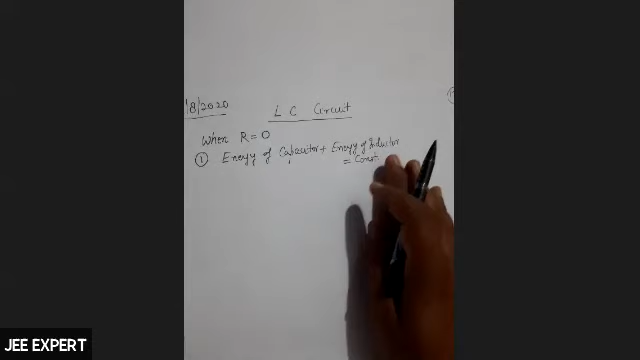 |8|2020
L C Circuit
When R = 0
① Energy of Capacitor + Energy of Inductor
= Const
JEE EXPERT